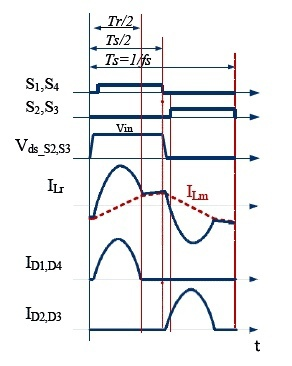 Tr/2
Ts/2
Ts=1/fs
S1,S4
S2,S3
Vin
Vds_S2,S3
ILr
ILm
ID1,D4
ID2,D3
t